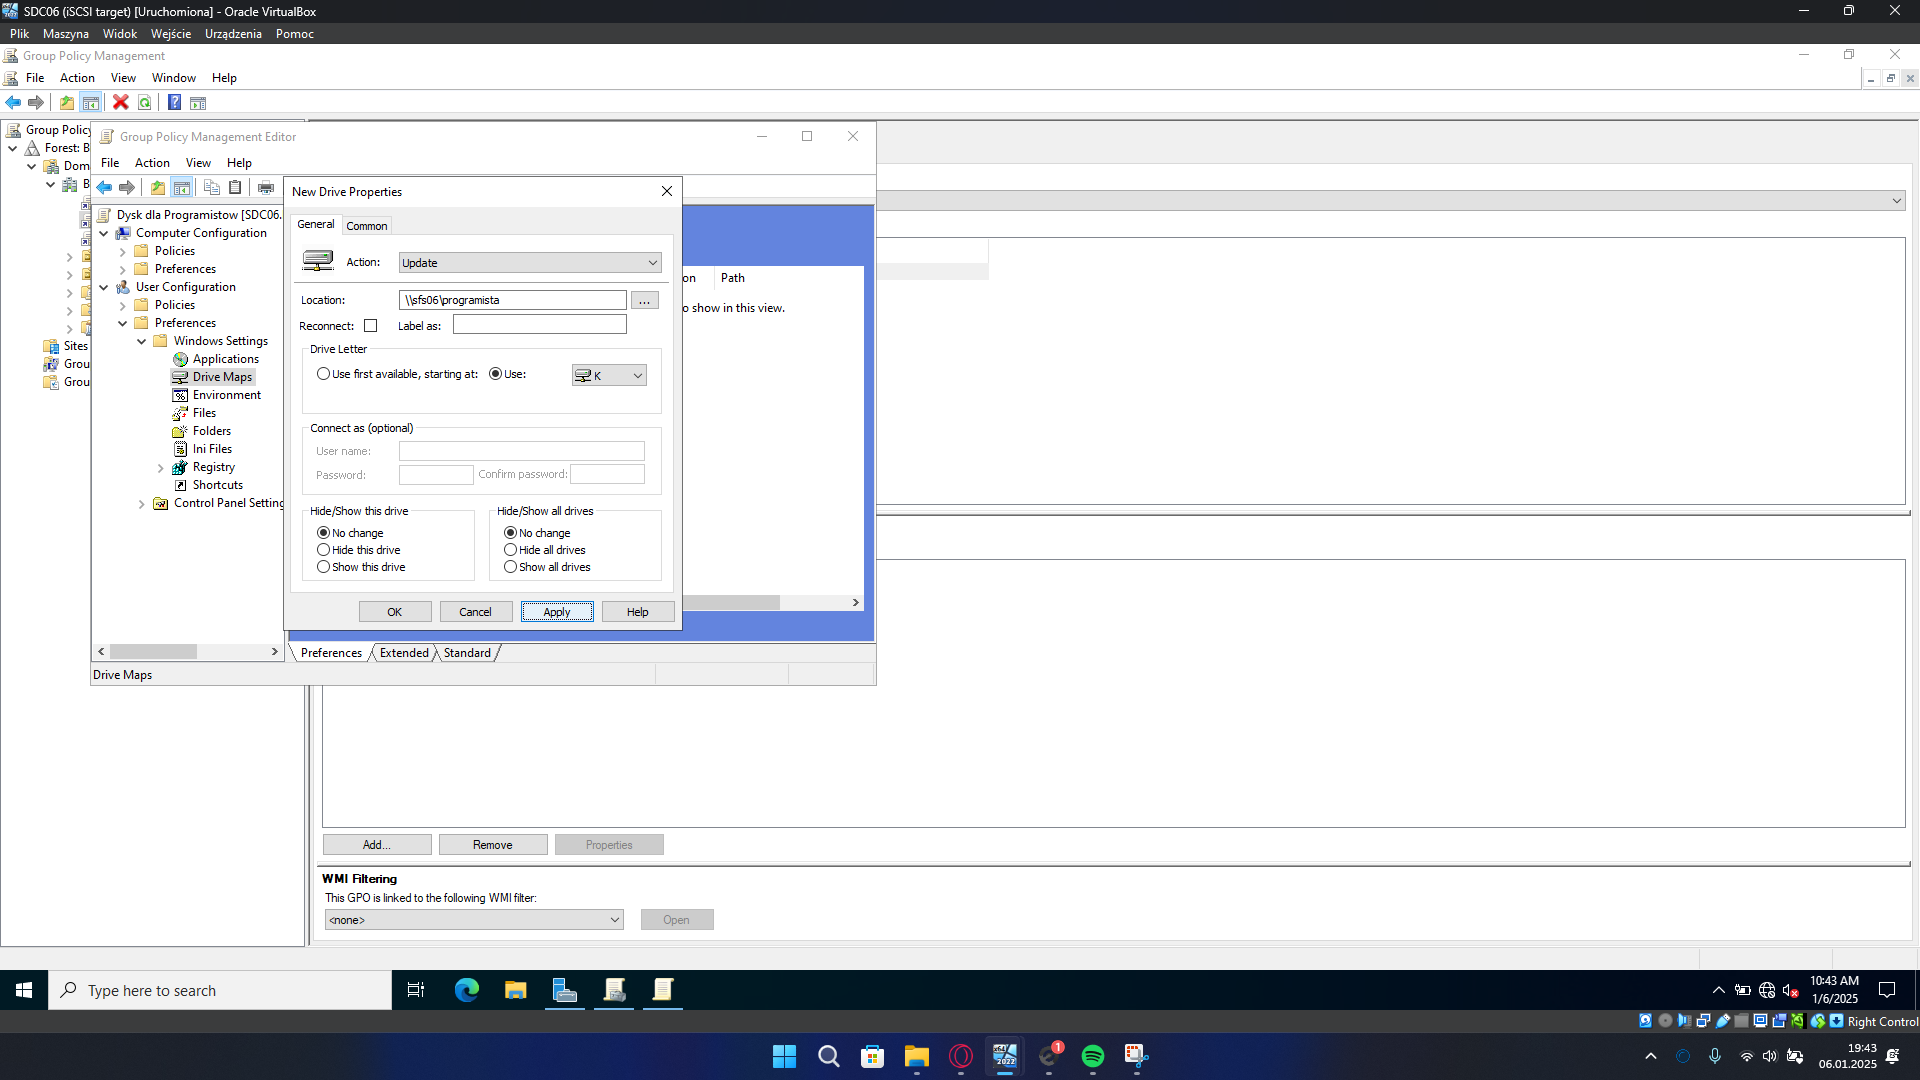 SDC06 (iSCSI target) [Uruchomiona] - Oracle VirtualBox
Plik Maszyna Widok Wejście Urządzenia Pomoc
Group Policy Management
File Action View Window Help
Group Policy
Forest: B
Dom
B
Sites
Grou
Grou
Group Policy Management Editor
File Action View Help
Dysk dla Programistow [SDC06.
Computer Configuration
Policies
Preferences
User Configuration
Policies
Preferences
Windows Settings
Applications
Drive Maps
Environment
Files
Folders
Ini Files
Registry
Shortcuts
Control Panel Setting
on Path
o show in this view.
New Drive Properties
General Common
Action: Update
Location: \\sfs06\programista ...
Reconnect: Label as:
Drive Letter
Use first available, starting at: Use: K
Connect as (optional)
User name:
Password: Confirm password:
Hide/Show this drive
No change
Hide this drive
Show this drive
Hide/Show all drives
No change
Hide all drives
Show all drives
OK Cancel Apply Help
Preferences Extended Standard
Drive Maps
Add... Remove Properties
WMI Filtering
This GPO is linked to the following WMI filter:
<none> Open
Type here to search
10:43 AM
1/6/2025
Right Control
x64
2022
1
19:43
06.01.2025